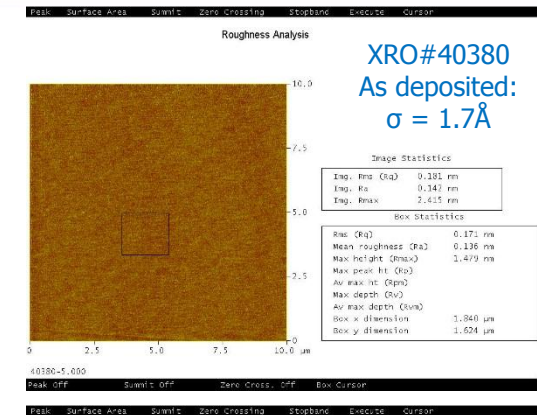 Peak Surface Area Summit Zero Crossing Stopband Execute Cursor
Roughness Analysis
XRO#40380
As deposited:
σ = 1.7Å
10.0
7.5
5.0
2.5
0
0 2.5 5.0 7.5 10.0 µm
Image Statistics
Img. Rms (Rq) 0.181 nm
Img. Ra 0.142 nm
Img. Rmax 2.415 nm
Box Statistics
Rms (Rq) 0.171 nm
Mean roughness (Ra) 0.136 nm
Max height (Rmax) 1.479 nm
Max peak ht (Rp)
Av max ht (Rpm)
Max depth (Rv)
Av max depth (Rvm)
Box x dimension 1.840 µm
Box y dimension 1.624 µm
40380-5.000
Peak Off Summit Off Zero Cross. Off Box Cursor
Peak Surface Area Summit Zero Crossing Stopband Execute Cursor